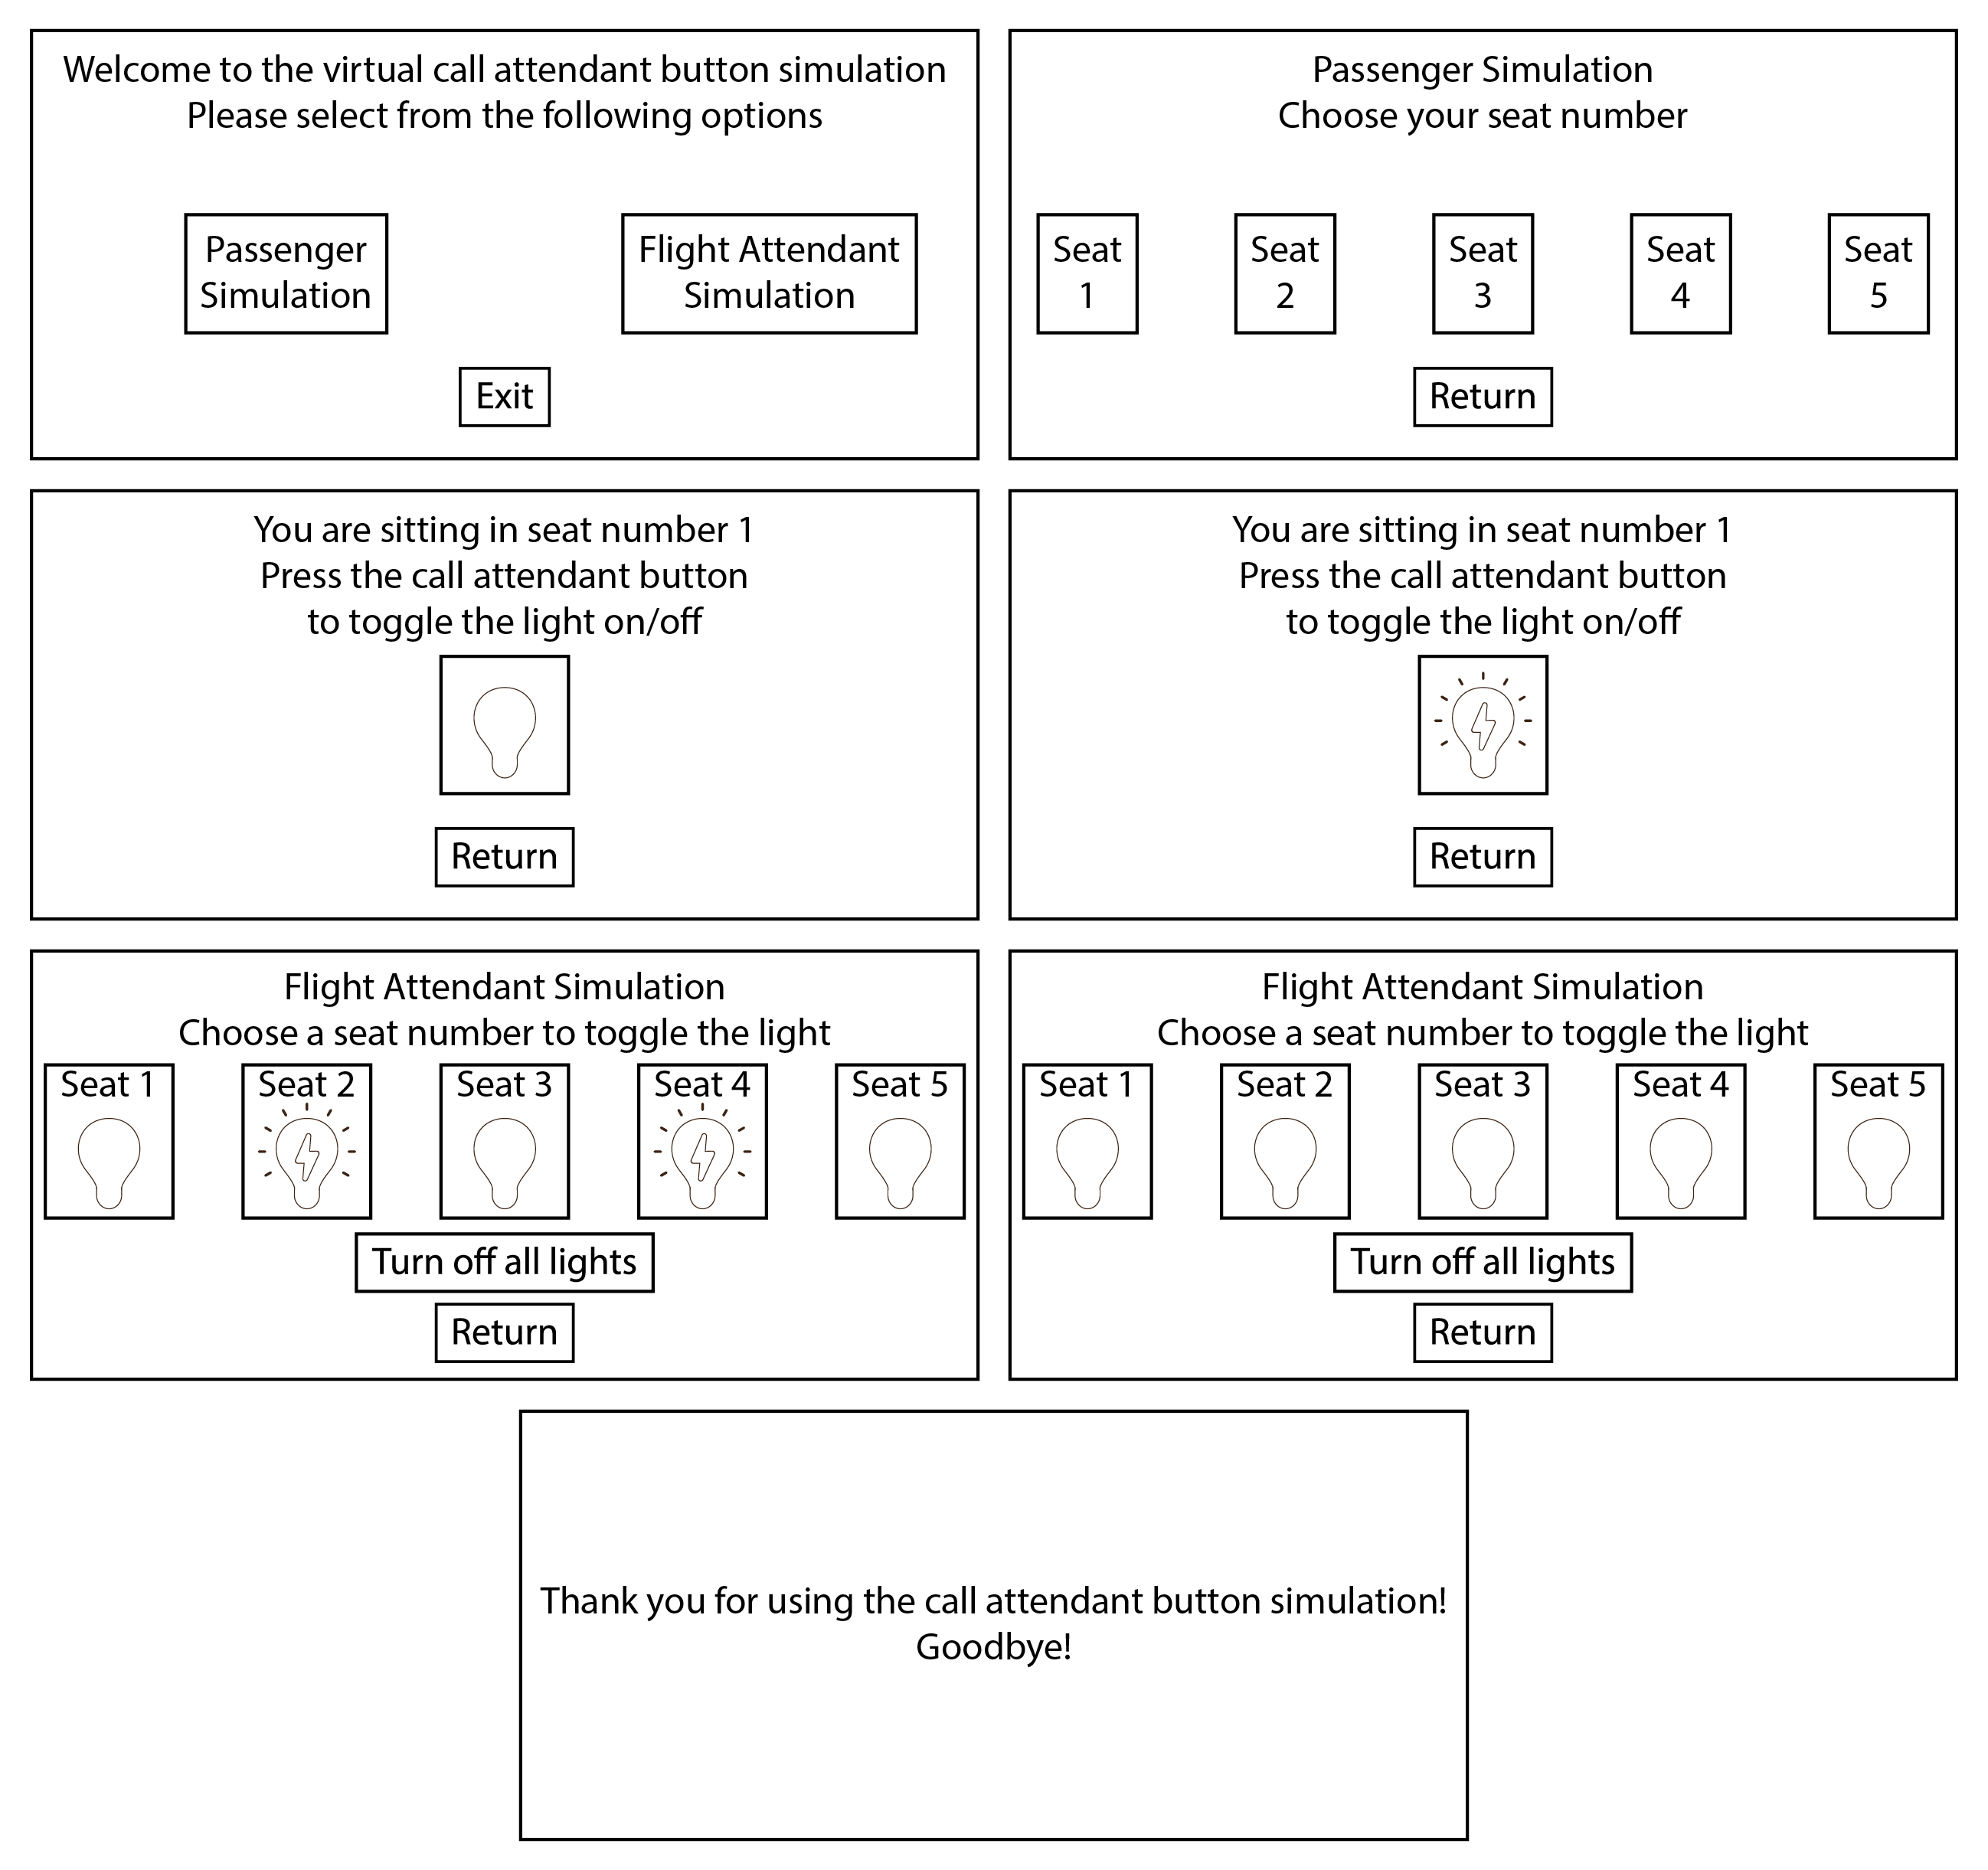 Welcome to the virtual call attendant button simulation
Please select from the following options
Passenger
Simulation
Flight Attendant
Simulation
Exit
Passenger Simulation
Choose your seat number
Seat
1
Seat
2
Seat
3
Seat
4
Seat
5
Return
You are sitting in seat number 1
Press the call attendant button
to toggle the light on/off
Return
You are sitting in seat number 1
Press the call attendant button
to toggle the light on/off
Return
Flight Attendant Simulation
Choose a seat number to toggle the light
Seat 1
Seat 2
Seat 3
Seat 4
Seat 5
Turn off all lights
Return
Flight Attendant Simulation
Choose a seat number to toggle the light
Seat 1
Seat 2
Seat 3
Seat 4
Seat 5
Turn off all lights
Return
Thank you for using the call attendant button simulation!
Goodbye!